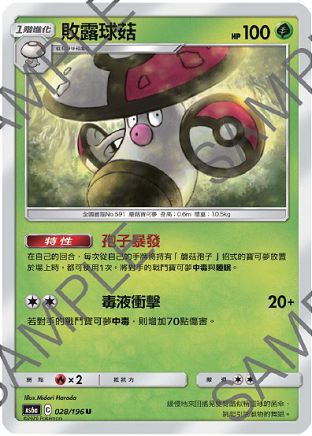 1階進化 敗露球菇 HP100
全國圖鑑No.591 蘑菇寶可夢 身高：0.6m 體重：10.5kg
特性 孢子暴發
在自己的回合，每次從自己的手牌將持有「蘑菇孢子」招式的寶可夢放於場上時，都可使用1次。將對手的戰鬥寶可夢中毒與睡眠。
毒液衝擊 20+
若對手的戰鬥寶可夢中毒，則增加70點傷害。
弱點 ×2 抵抗力 撤退
Illus.Midori Harada
028/196 U
SAMPLE
SAMPLE
SAMPLE